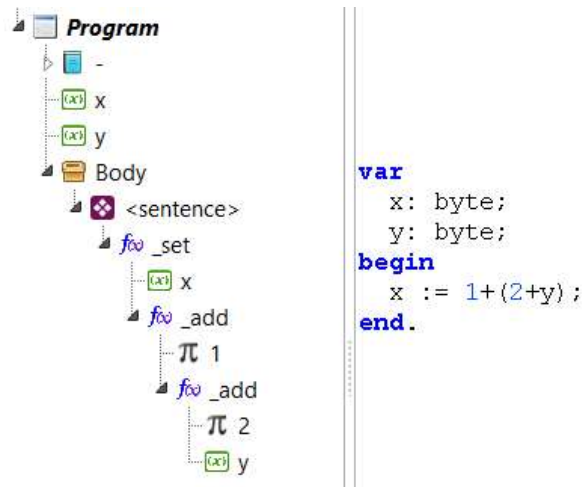 Program
-
x
y
Body
<sentence>
f(x) _set
(x) x
f(x) _add
π 1
f(x) _add
π 2
(x) y
var
x: byte;
y: byte;
begin
x := 1+(2+y);
end.